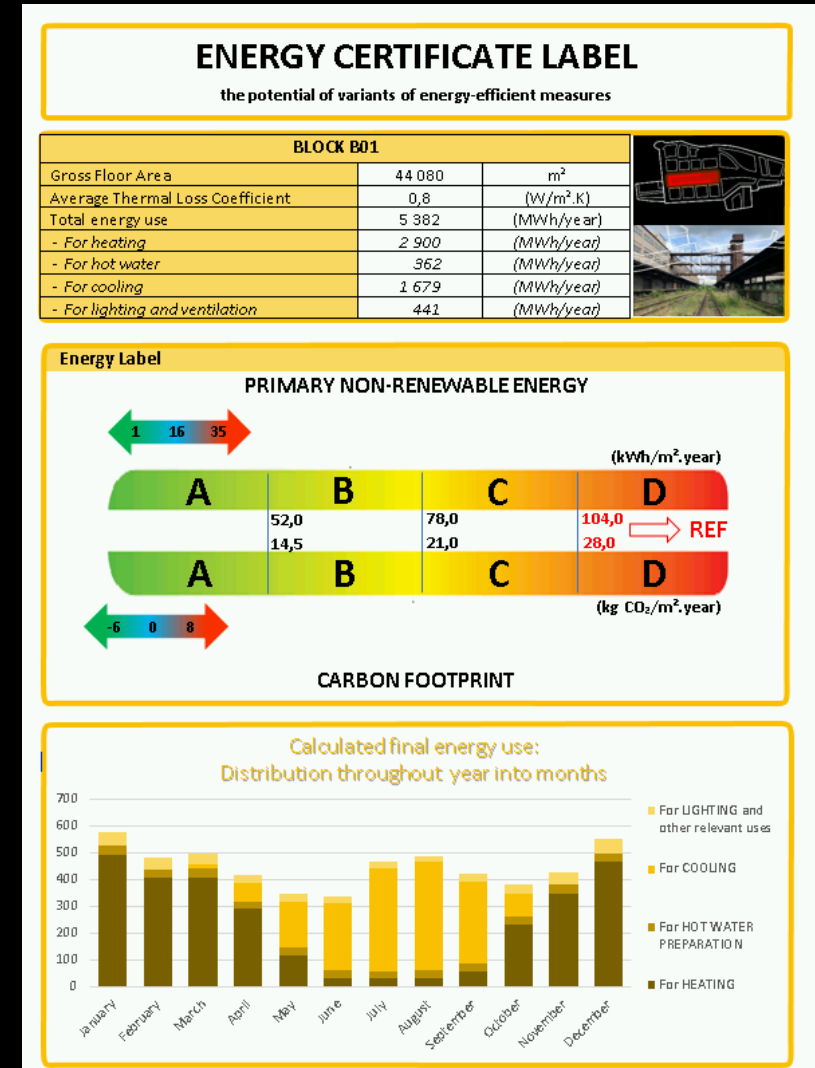 ENERGY CERTIFICATE LABEL
the potential of variants of energy-efficient measures
BLOCK B01
Gross Floor Area 44 080 m²
Average Thermal Loss Coefficient 0,8 (W/m².K)
Total energy use 5 382 (MWh/year)
- For heating 2 900 (MWh/year)
- For hot water 362 (MWh/year)
- For cooling 1 679 (MWh/year)
- For lighting and ventilation 441 (MWh/year)
Energy Label
PRIMARY NON-RENEWABLE ENERGY
1 16 35
(kWh/m².year)
A B C D
52,0 78,0 104,0
14,5 21,0 28,0
REF
A B C D
(kg CO₂/m².year)
-6 0 8
CARBON FOOTPRINT
Calculated final energy use:
Distribution throughout year into months
700
600
500
400
300
200
100
0
January February March April May June July August September October November December
For LIGHTING and
other relevant uses
For COOLING
For HOT WATER
PREPARATION
For HEATING